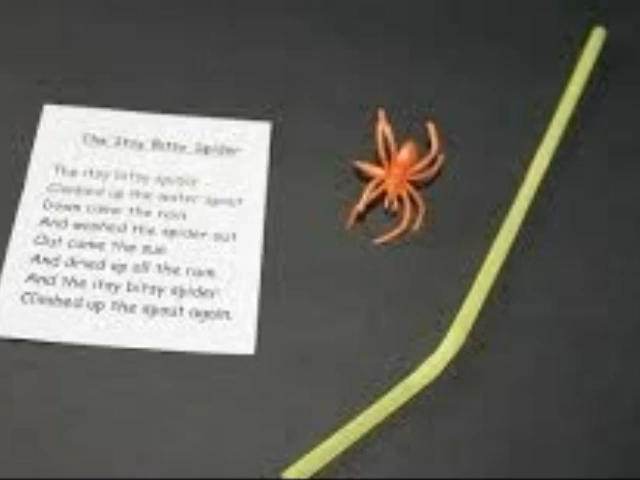 The Itsy Bitsy Spider
The itsy bitsy spider
Climbed up the water spout
Down came the rain
And washed the spider out
Out came the sun
And dried up all the rain
And the itsy bitsy spider
Climbed up the spout again.